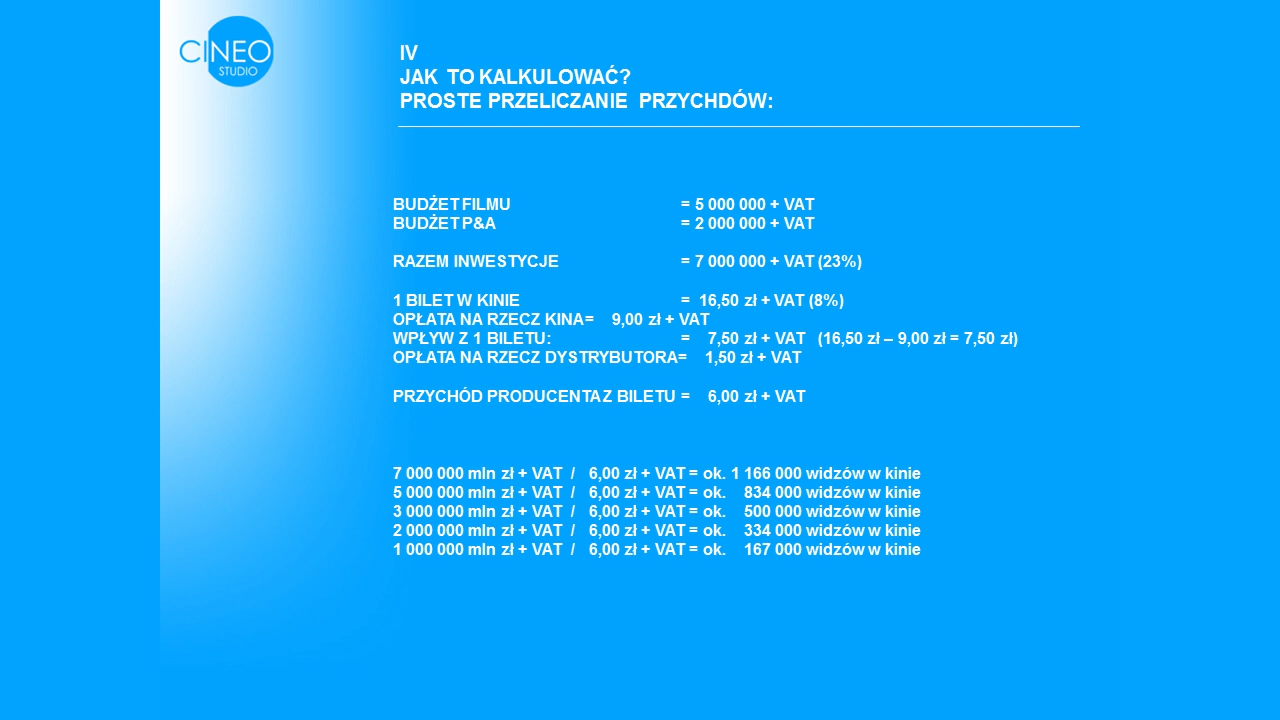 CINEO
STUDIO
IV
JAK TO KALKULOWAĆ?
PROSTE PRZELICZANIE PRZYCHDÓW:
BUDŻET FILMU = 5 000 000 + VAT
BUDŻET P&A = 2 000 000 + VAT
RAZEM INWESTYCJE = 7 000 000 + VAT (23%)
1 BILET W KINIE = 16,50 zł + VAT (8%)
OPŁATA NA RZECZ KINA= 9,00 zł + VAT
WPŁYW Z 1 BILETU: = 7,50 zł + VAT (16,50 zł – 9,00 zł = 7,50 zł)
OPŁATA NA RZECZ DYSTRYBUTORA= 1,50 zł + VAT
PRZYCHÓD PRODUCENTA Z BILETU = 6,00 zł + VAT
7 000 000 mln zł + VAT / 6,00 zł + VAT = ok. 1 166 000 widzów w kinie
5 000 000 mln zł + VAT / 6,00 zł + VAT = ok. 834 000 widzów w kinie
3 000 000 mln zł + VAT / 6,00 zł + VAT = ok. 500 000 widzów w kinie
2 000 000 mln zł + VAT / 6,00 zł + VAT = ok. 334 000 widzów w kinie
1 000 000 mln zł + VAT / 6,00 zł + VAT = ok. 167 000 widzów w kinie